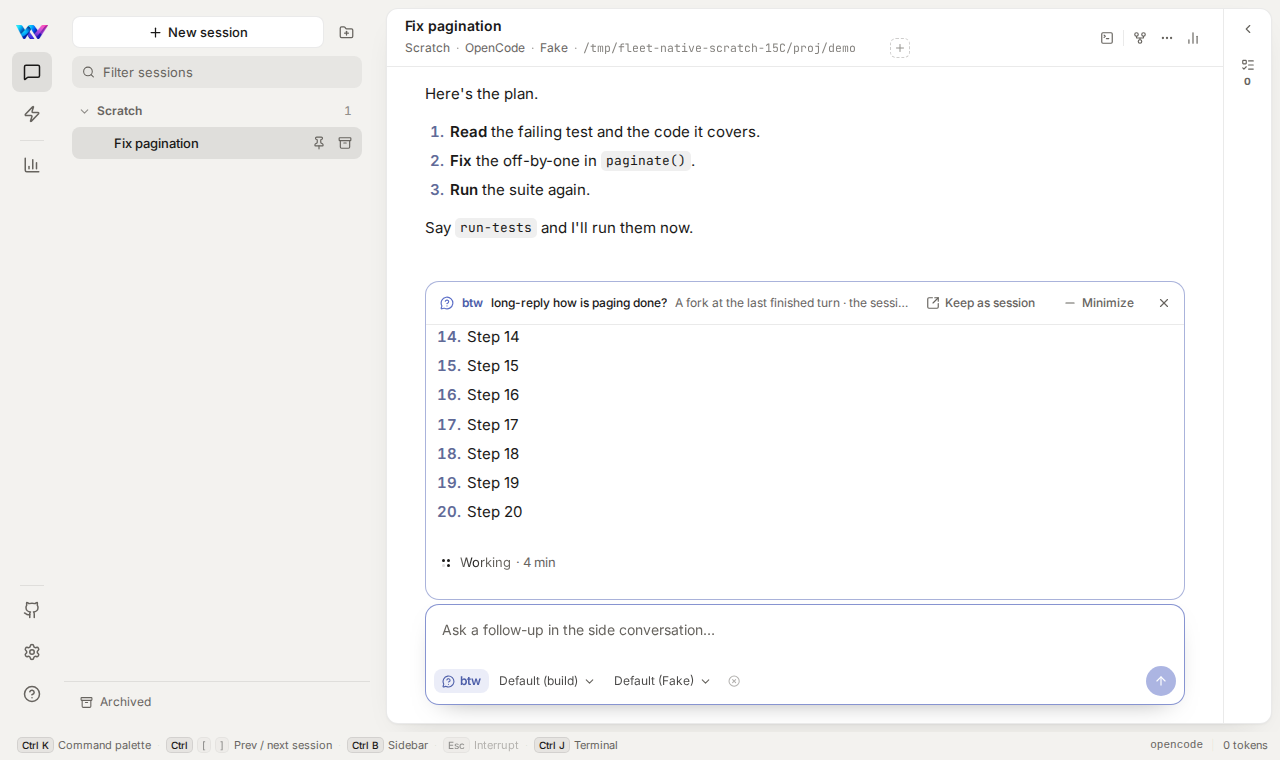 New session
Filter sessions
Scratch 1
Fix pagination
Archived
Fix pagination
Scratch · OpenCode · Fake · /tmp/fleet-native-scratch-15C/proj/demo
0
Here's the plan.
1. Read the failing test and the code it covers.
2. Fix the off-by-one in paginate().
3. Run the suite again.
Say run-tests and I'll run them now.
btw long-reply how is paging done? A fork at the last finished turn · the sessi... Keep as session Minimize
14. Step 14
15. Step 15
16. Step 16
17. Step 17
18. Step 18
19. Step 19
20. Step 20
Working · 4 min
Ask a follow-up in the side conversation...
btw Default (build) Default (Fake)
Ctrl K Command palette Ctrl [ ] Prev / next session Ctrl B Sidebar Esc Interrupt Ctrl J Terminal opencode 0 tokens